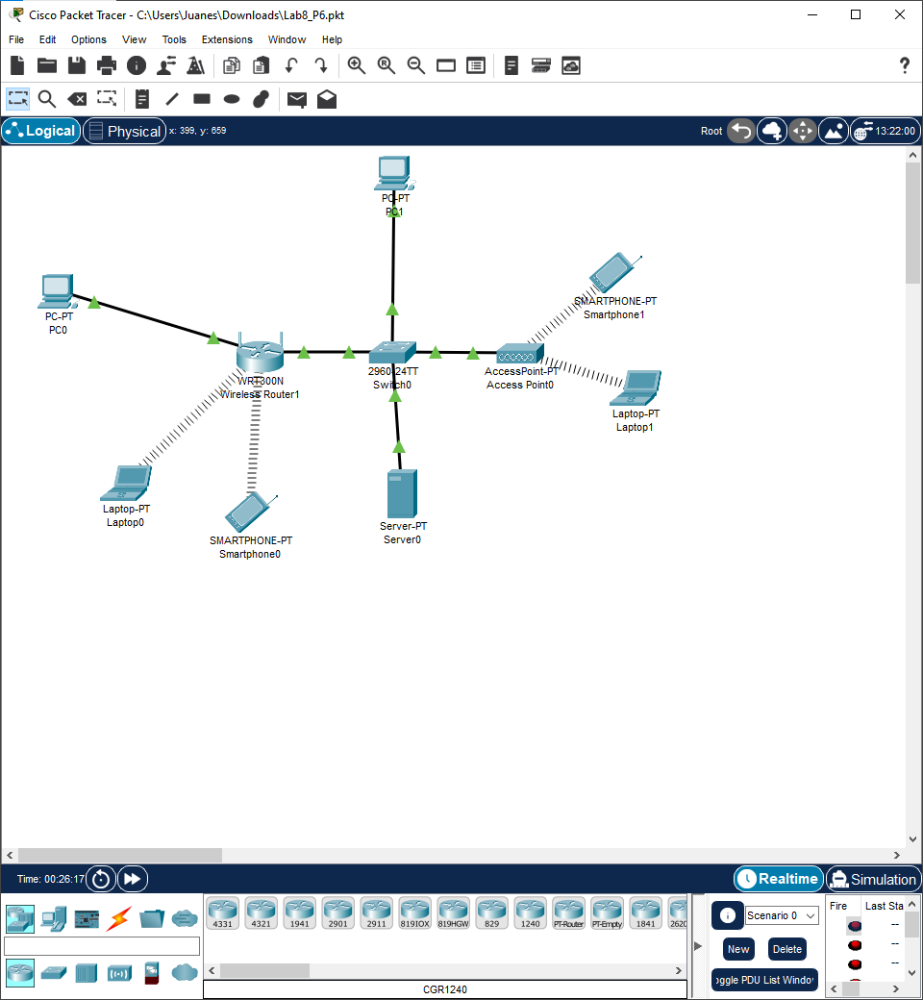 Cisco Packet Tracer - C:\Users\Juanes\Downloads\Lab8_P6.pkt
File Edit Options View Tools Extensions Window Help
?
Logical Physical x: 399, y: 659 Root 13:22:00
PC-PT
PC1
SMARTPHONE-PT
Smartphone1
PC-PT
PC0
WRT300N
Wireless Router1
2960-24TT
Switch0
AccessPoint-PT
Access Point0
Laptop-PT
Laptop1
Laptop-PT
Laptop0
SMARTPHONE-PT
Smartphone0
Server-PT
Server0
Time: 00:26:17 Realtime Simulation
4331 4321 1941 2901 2911 819IOX 819HGW 829 1240 PT-Router PT-Empty 1841 2620
CGR1240
Scenario 0
New Delete
oggle PDU List Windo
Fire Last Sta
--
--
--